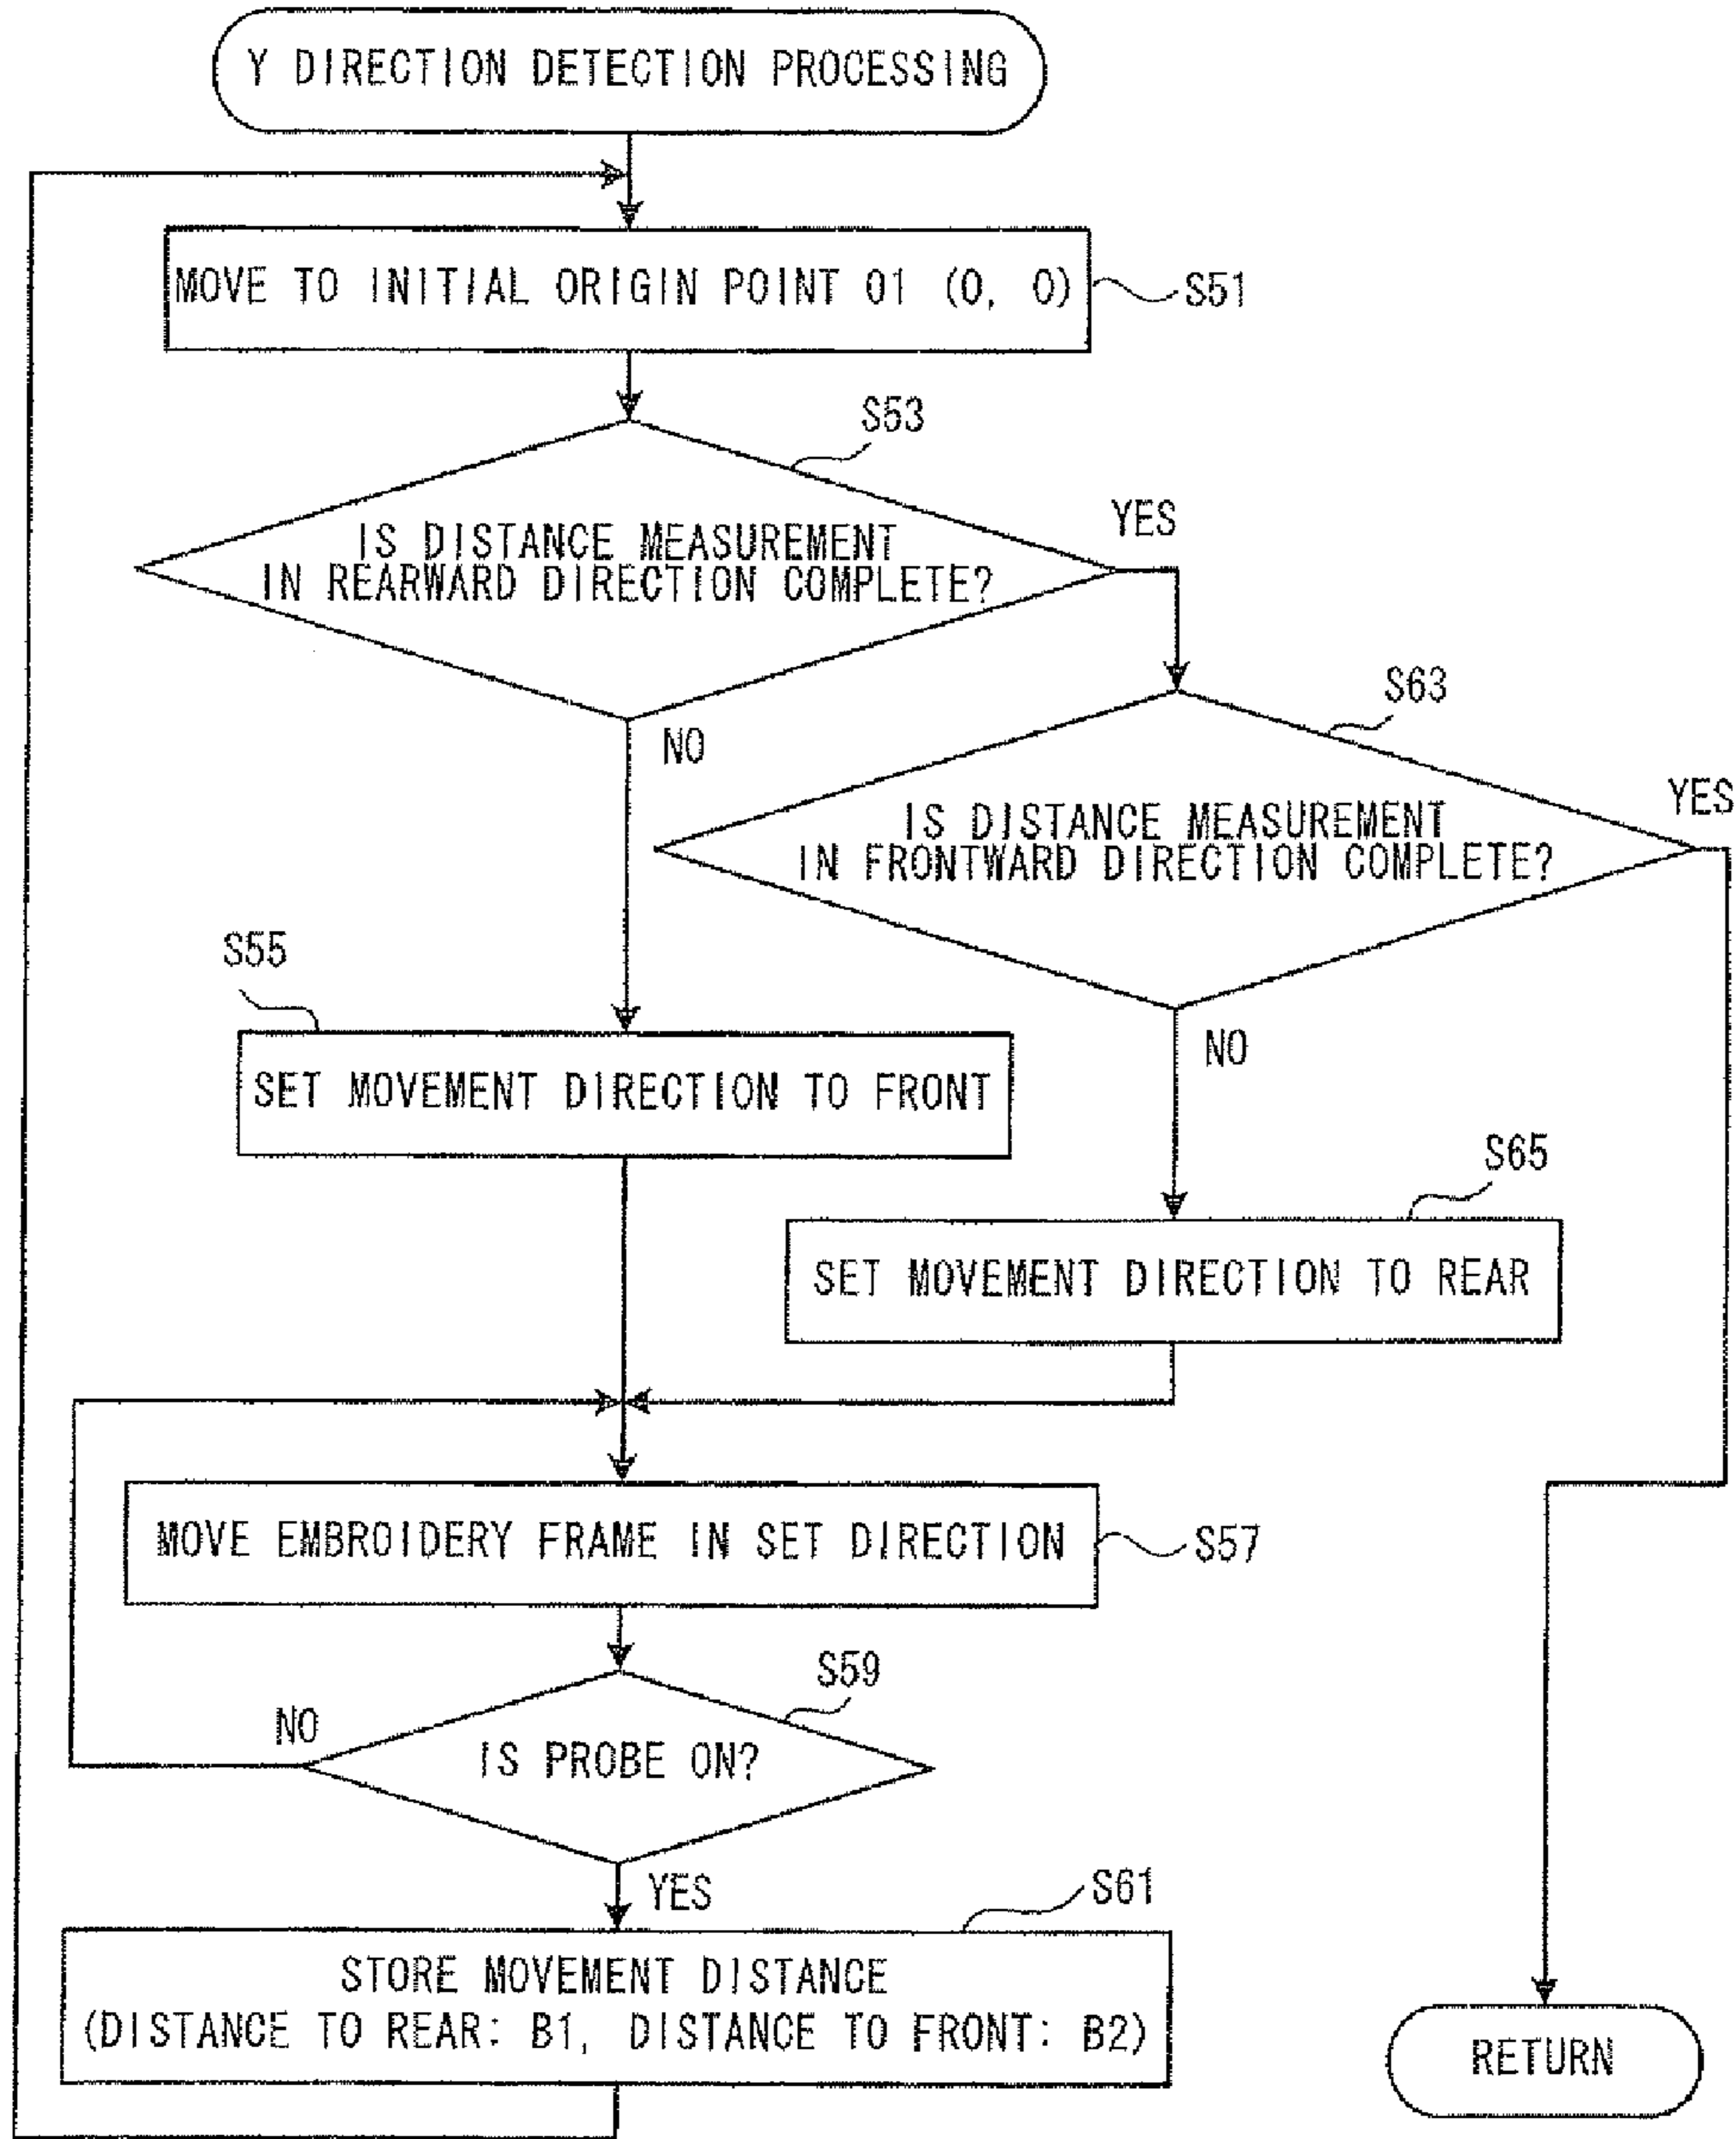 Y DIRECTION DETECTION PROCESSING
MOVE TO INITIAL ORIGIN POINT O1 (0, 0)
S51
S53
IS DISTANCE MEASUREMENT
IN REARWARD DIRECTION COMPLETE?
YES
NO
S63
IS DISTANCE MEASUREMENT
IN FRONTWARD DIRECTION COMPLETE?
YES
NO
S55
SET MOVEMENT DIRECTION TO FRONT
S65
SET MOVEMENT DIRECTION TO REAR
MOVE EMBROIDERY FRAME IN SET DIRECTION
S57
S59
NO
IS PROBE ON?
YES
S61
STORE MOVEMENT DISTANCE
(DISTANCE TO REAR: B1, DISTANCE TO FRONT: B2)
RETURN